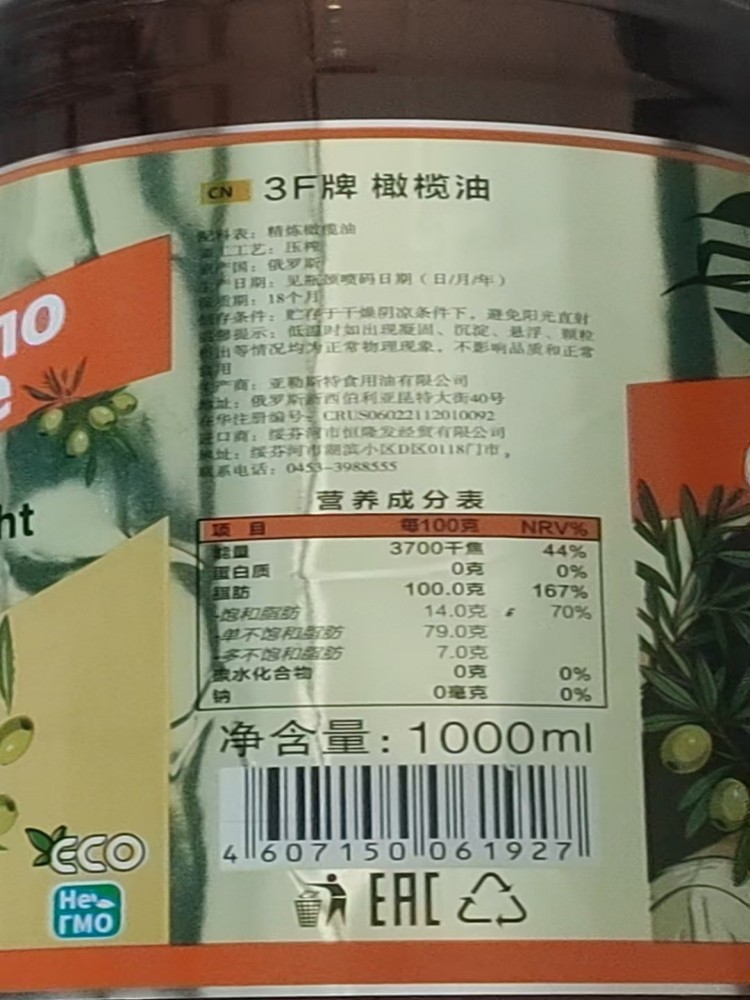 CN 3F牌 橄榄油
配料表：精炼橄榄油
加工工艺：压榨
原产国：俄罗斯
生产日期：见瓶颈喷码日期（日/月/年）
保质期：18个月
储存条件：贮存于干燥阴凉条件下，避免阳光直射
温馨提示：低温时如出现凝固、沉淀、悬浮、颗粒
析出等情况均为正常物理现象，不影响品质和正常
食用
生产商：亚勒斯特食用油有限公司
地址：俄罗斯新西伯利亚昆特大街40号
在华注册编号：CRUS06022112010092
进口商：绥芬河市恒隆发经贸有限公司
地址：绥芬河市湖滨小区D区0118门市，
联系电话：0453-3988555
营养成分表
项 目 每100克 NRV%
能量 3700千焦 44%
蛋白质 0克 0%
脂肪 100.0克 167%
-饱和脂肪 14.0克 70%
-单不饱和脂肪 79.0克
-多不饱和脂肪 7.0克
碳水化合物 0克 0%
钠 0毫克 0%
净含量：1000ml
4 607150 061927
EAC
ht
ECO
Не
ГМО